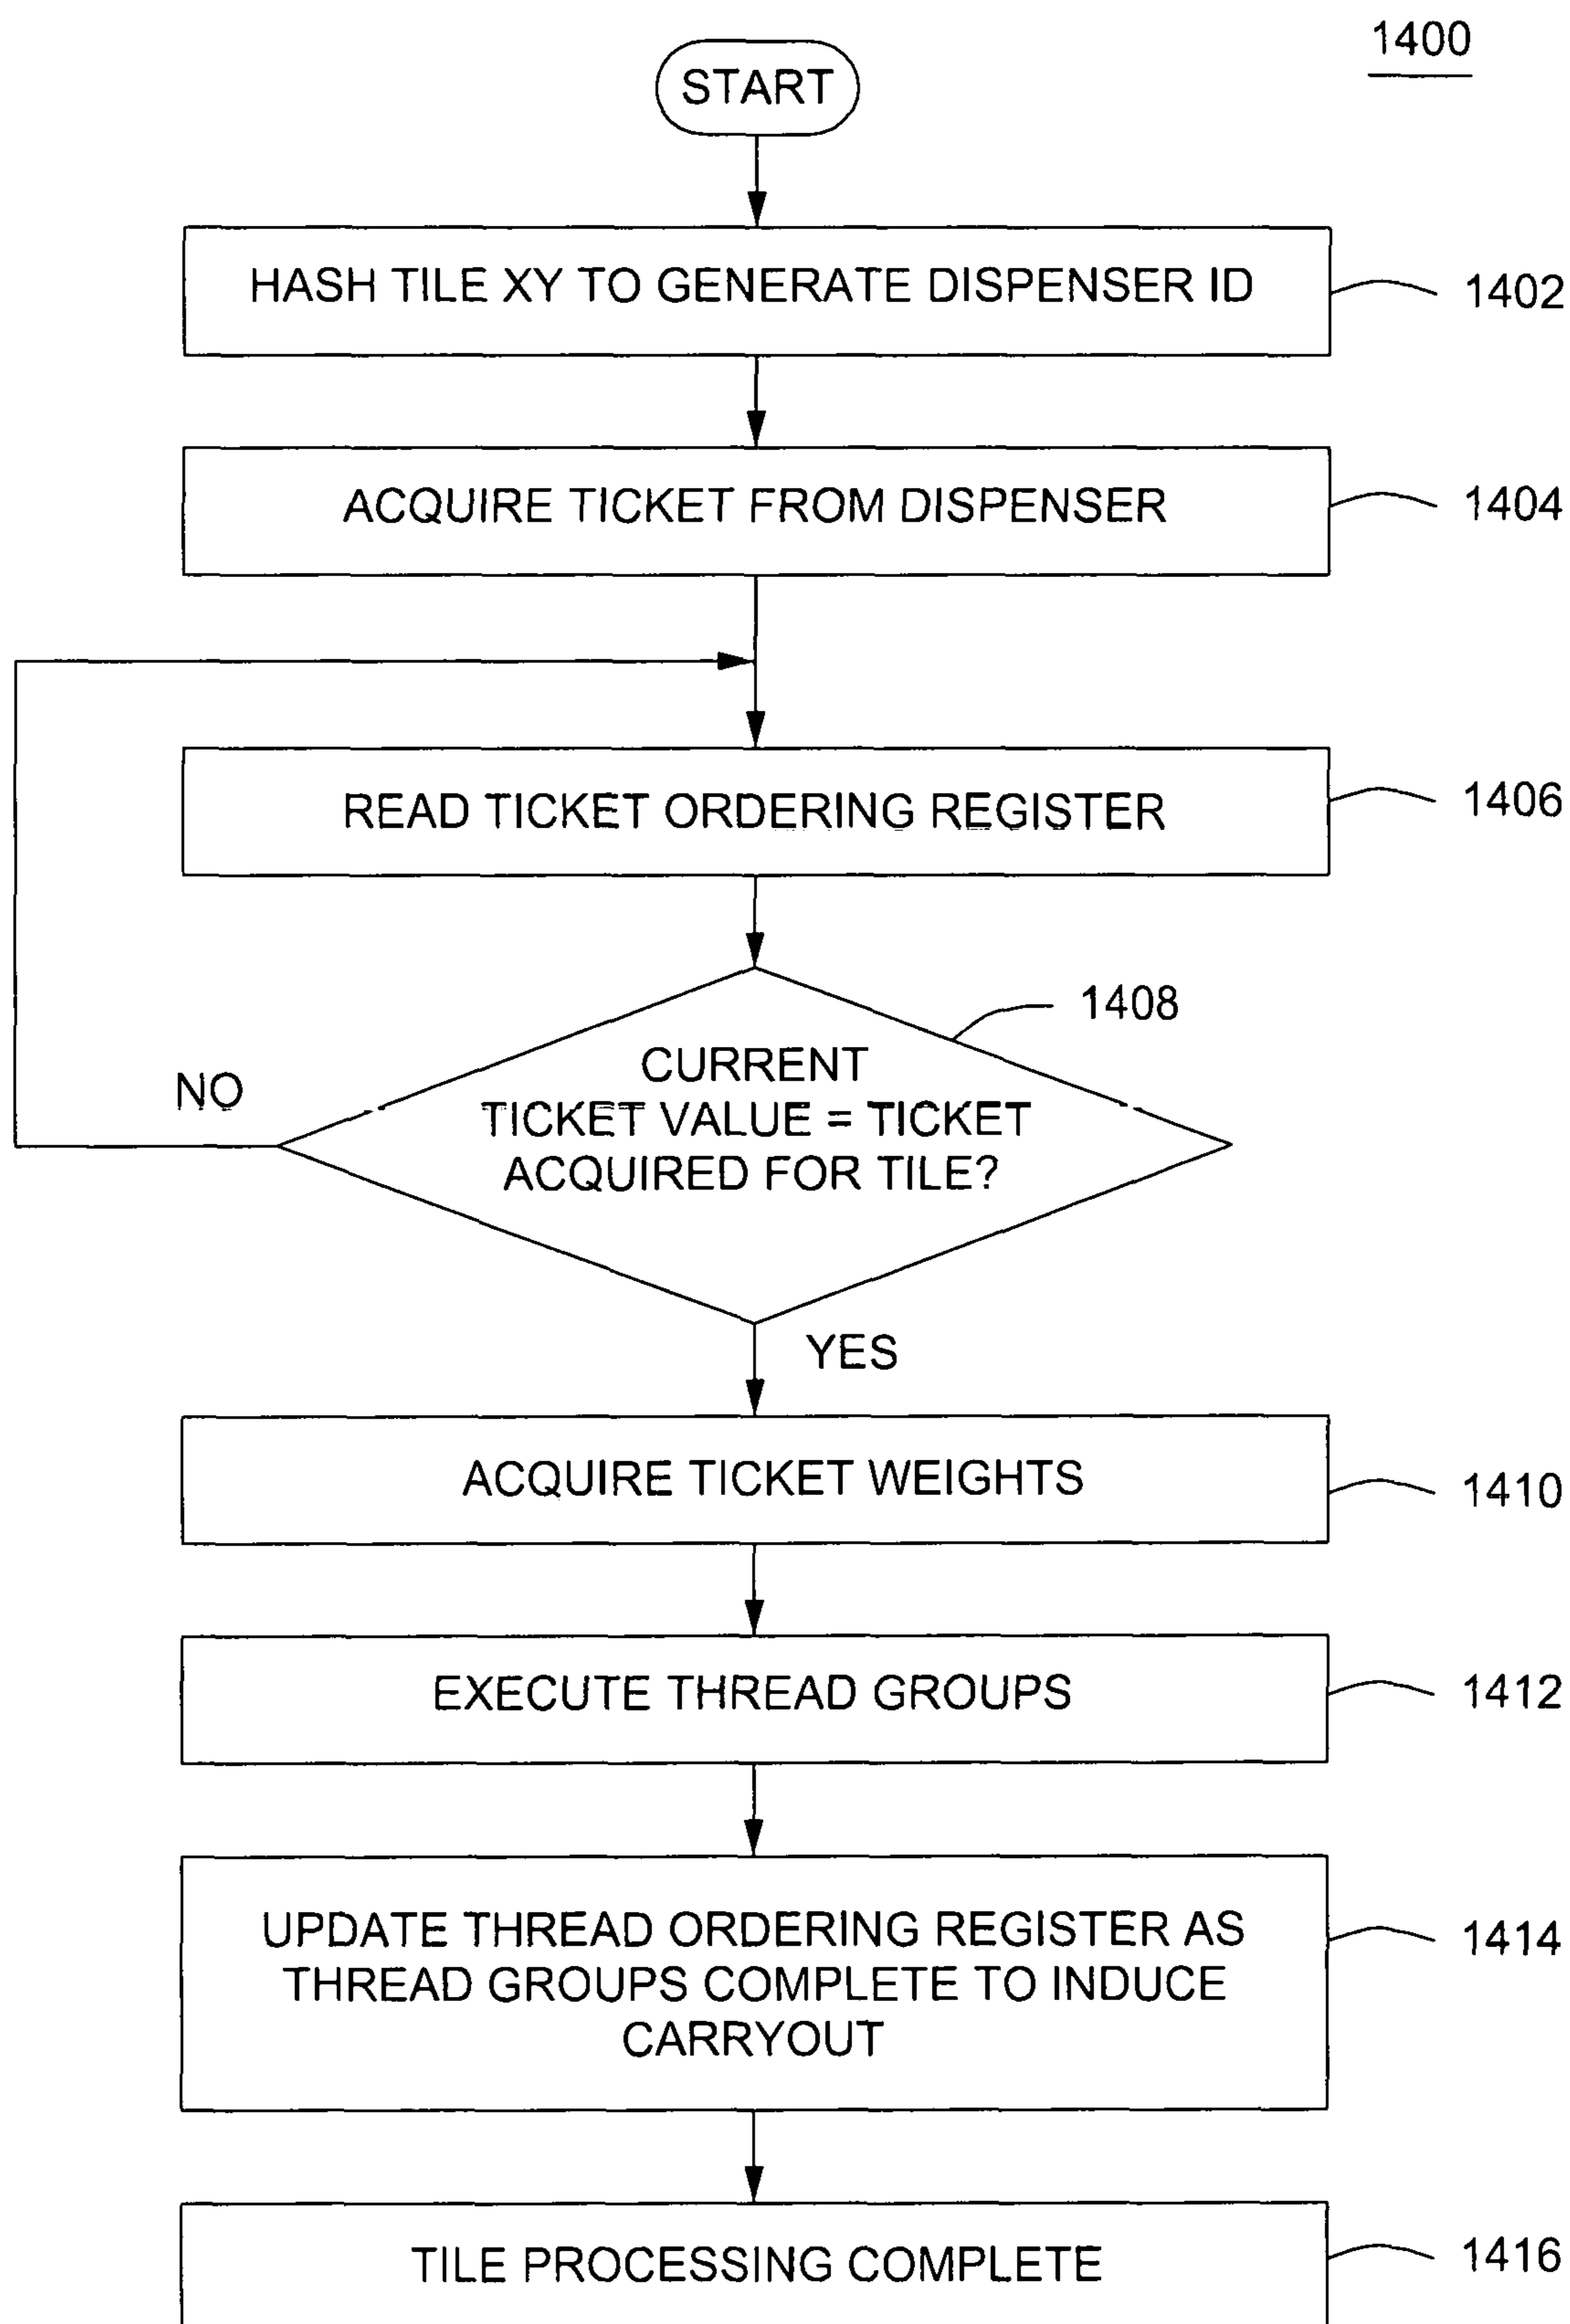 1400
START
HASH TILE XY TO GENERATE DISPENSER ID
1402
ACQUIRE TICKET FROM DISPENSER
1404
READ TICKET ORDERING REGISTER
1406
1408
CURRENT
TICKET VALUE = TICKET
ACQUIRED FOR TILE?
NO
YES
ACQUIRE TICKET WEIGHTS
1410
EXECUTE THREAD GROUPS
1412
UPDATE THREAD ORDERING REGISTER AS
THREAD GROUPS COMPLETE TO INDUCE
CARRYOUT
1414
TILE PROCESSING COMPLETE
1416